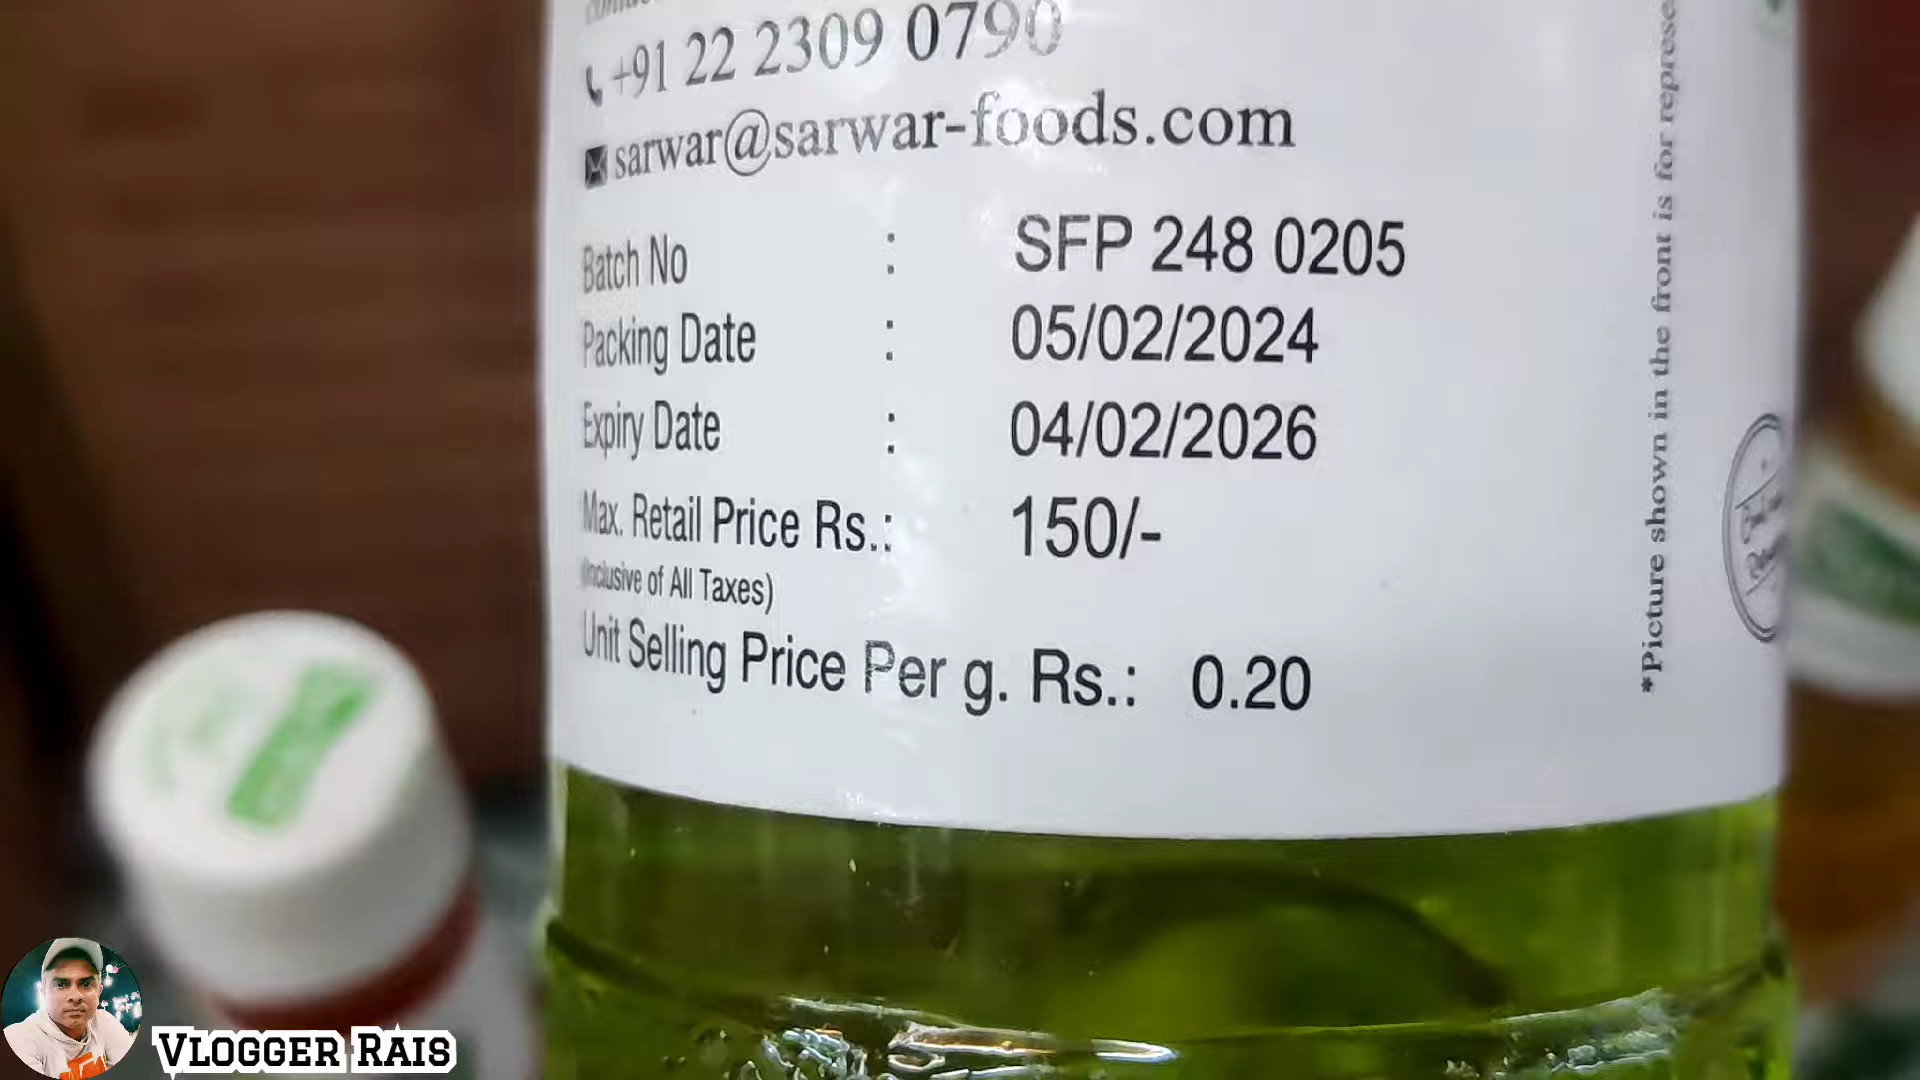 +91 22 2309 0790
sarwar@sarwar-foods.com
Batch No : SFP 248 0205
Packing Date : 05/02/2024
Expiry Date : 04/02/2026
Max. Retail Price Rs.: 150/-
(Inclusive of All Taxes)
Unit Selling Price Per g. Rs.: 0.20
*Picture shown in the front is for represe
VLOGGER RAIS